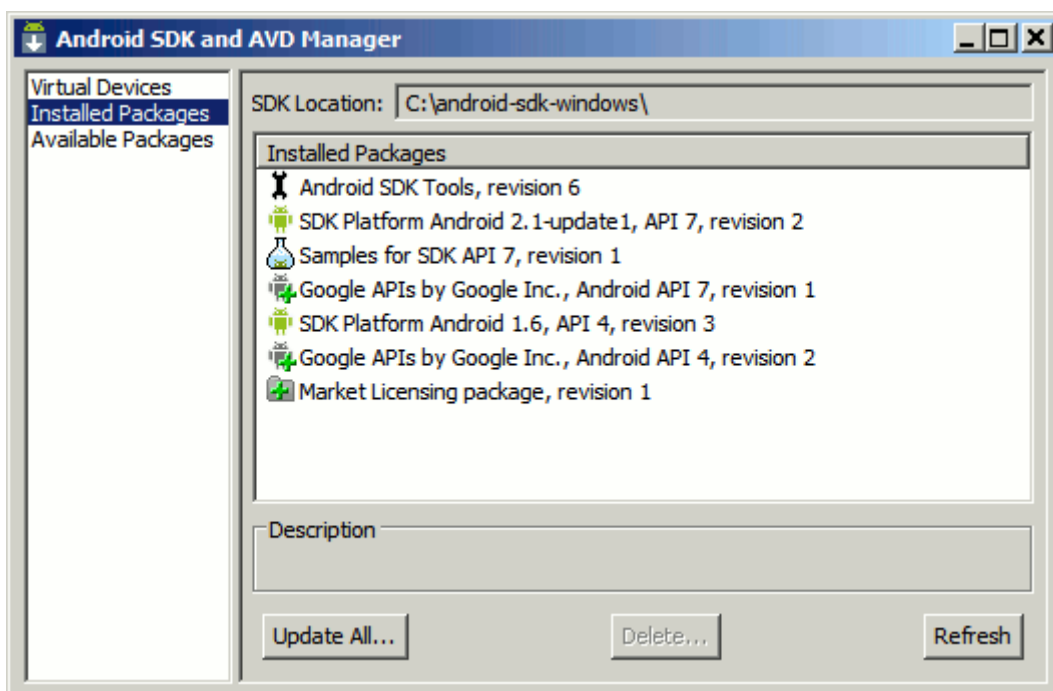 Android SDK and AVD Manager
Virtual Devices
Installed Packages
Available Packages
SDK Location: C:\android-sdk-windows\
Installed Packages
Android SDK Tools, revision 6
SDK Platform Android 2.1-update1, API 7, revision 2
Samples for SDK API 7, revision 1
Google APIs by Google Inc., Android API 7, revision 1
SDK Platform Android 1.6, API 4, revision 3
Google APIs by Google Inc., Android API 4, revision 2
Market Licensing package, revision 1
Description
Update All... Delete... Refresh